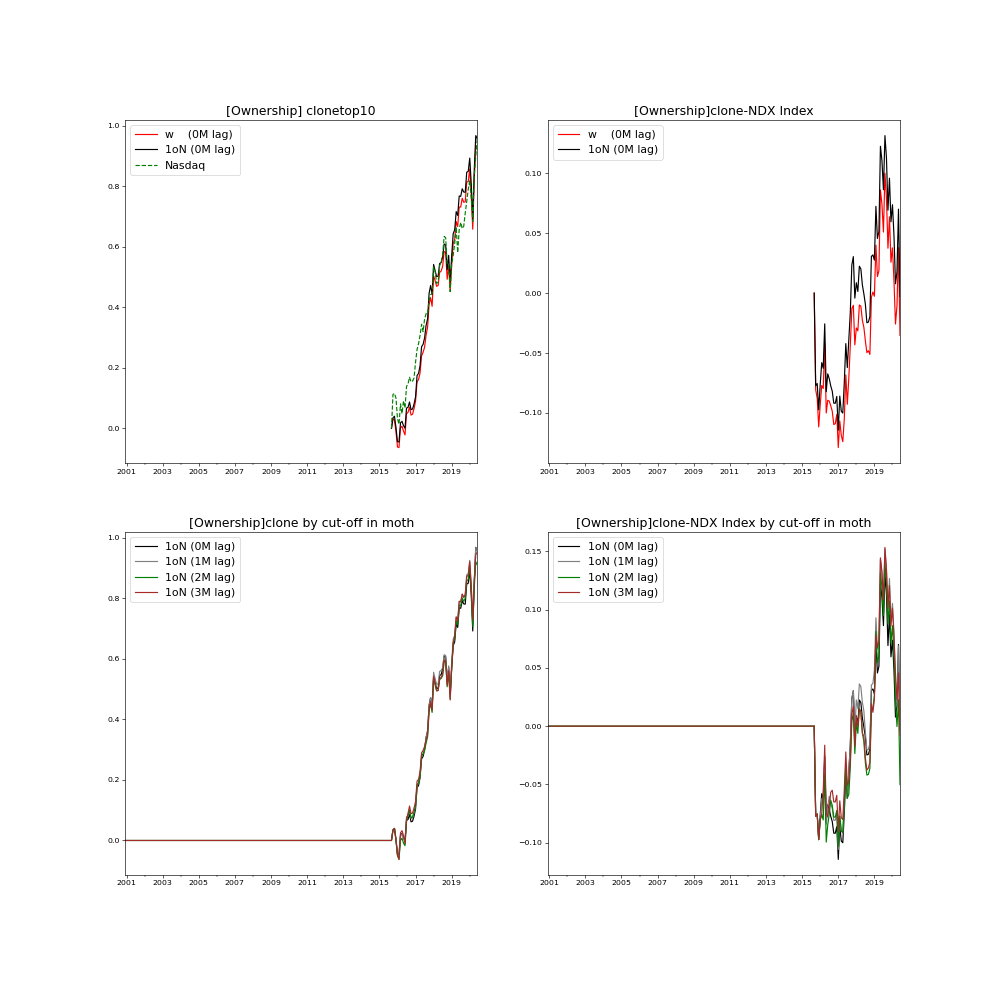 [Ownership] clonetop10
w    (0M lag)
1oN (0M lag)
Nasdaq
1.0
0.8
0.6
0.4
0.2
0.0
2001 2003 2005 2007 2009 2011 2013 2015 2017 2019
[Ownership]clone-NDX Index
w    (0M lag)
1oN (0M lag)
0.10
0.05
0.00
−0.05
−0.10
2001 2003 2005 2007 2009 2011 2013 2015 2017 2019
[Ownership]clone by cut-off in moth
1oN (0M lag)
1oN (1M lag)
1oN (2M lag)
1oN (3M lag)
1.0
0.8
0.6
0.4
0.2
0.0
2001 2003 2005 2007 2009 2011 2013 2015 2017 2019
[Ownership]clone-NDX Index by cut-off in moth
1oN (0M lag)
1oN (1M lag)
1oN (2M lag)
1oN (3M lag)
0.15
0.10
0.05
0.00
−0.05
−0.10
2001 2003 2005 2007 2009 2011 2013 2015 2017 2019